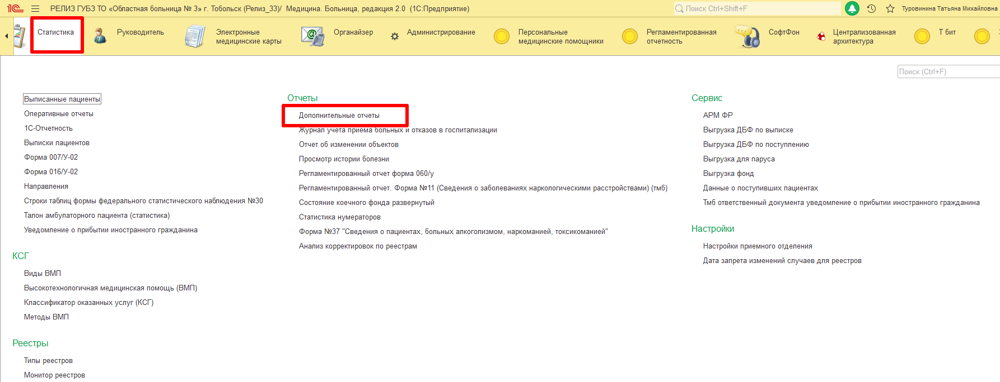 1С РЕЛИЗ ГУБЗ ТО «Областная больница № 3» г. Тобольск (Релиз_33)/ Медицина. Больница, редакция 2.0 (1С:Предприятие) Поиск Ctrl+Shift+F Туровинина Татьяна Михайловна
Статистика
Руководитель
Электронные
медицинские карты
Органайзер
Администрирование
Персональные
медицинские помощники
Регламентированная
отчетность
СофтФон
Централизованная
архитектура
Т бит
Поиск (Ctrl+F)
Выписанные пациенты
Оперативные отчеты
1С-Отчетность
Выписки пациентов
Форма 007/У-02
Форма 016/У-02
Направления
Строки таблиц формы федерального статистического наблюдения №30
Талон амбулаторного пациента (статистика)
Уведомление о прибытии иностранного гражданина
КСГ
Виды ВМП
Высокотехнологичная медицинская помощь (ВМП)
Классификатор оказанных услуг (КСГ)
Методы ВМП
Реестры
Типы реестров
Монитор реестров
Отчеты
Дополнительные отчеты
Журнал учета приема больных и отказов в госпитализации
Отчет об изменении объектов
Просмотр истории болезни
Регламентированный отчет форма 060/у
Регламентированный отчет. Форма №11 (Сведения о заболеваниях наркологическими расстройствами) (тмб)
Состояние коечного фонда развернутый
Статистика нумераторов
Форма №37 "Сведения о пациентах, больных алкоголизмом, наркоманией, токсикоманией"
Анализ корректировок по реестрам
Сервис
АРМ ФР
Выгрузка ДБФ по выписке
Выгрузка ДБФ по поступлению
Выгрузка для паруса
Выгрузка фонд
Данные о поступивших пациентах
Тмб ответственный документа уведомление о прибытии иностранного гражданина
Настройки
Настройки приемного отделения
Дата запрета изменений случаев для реестров